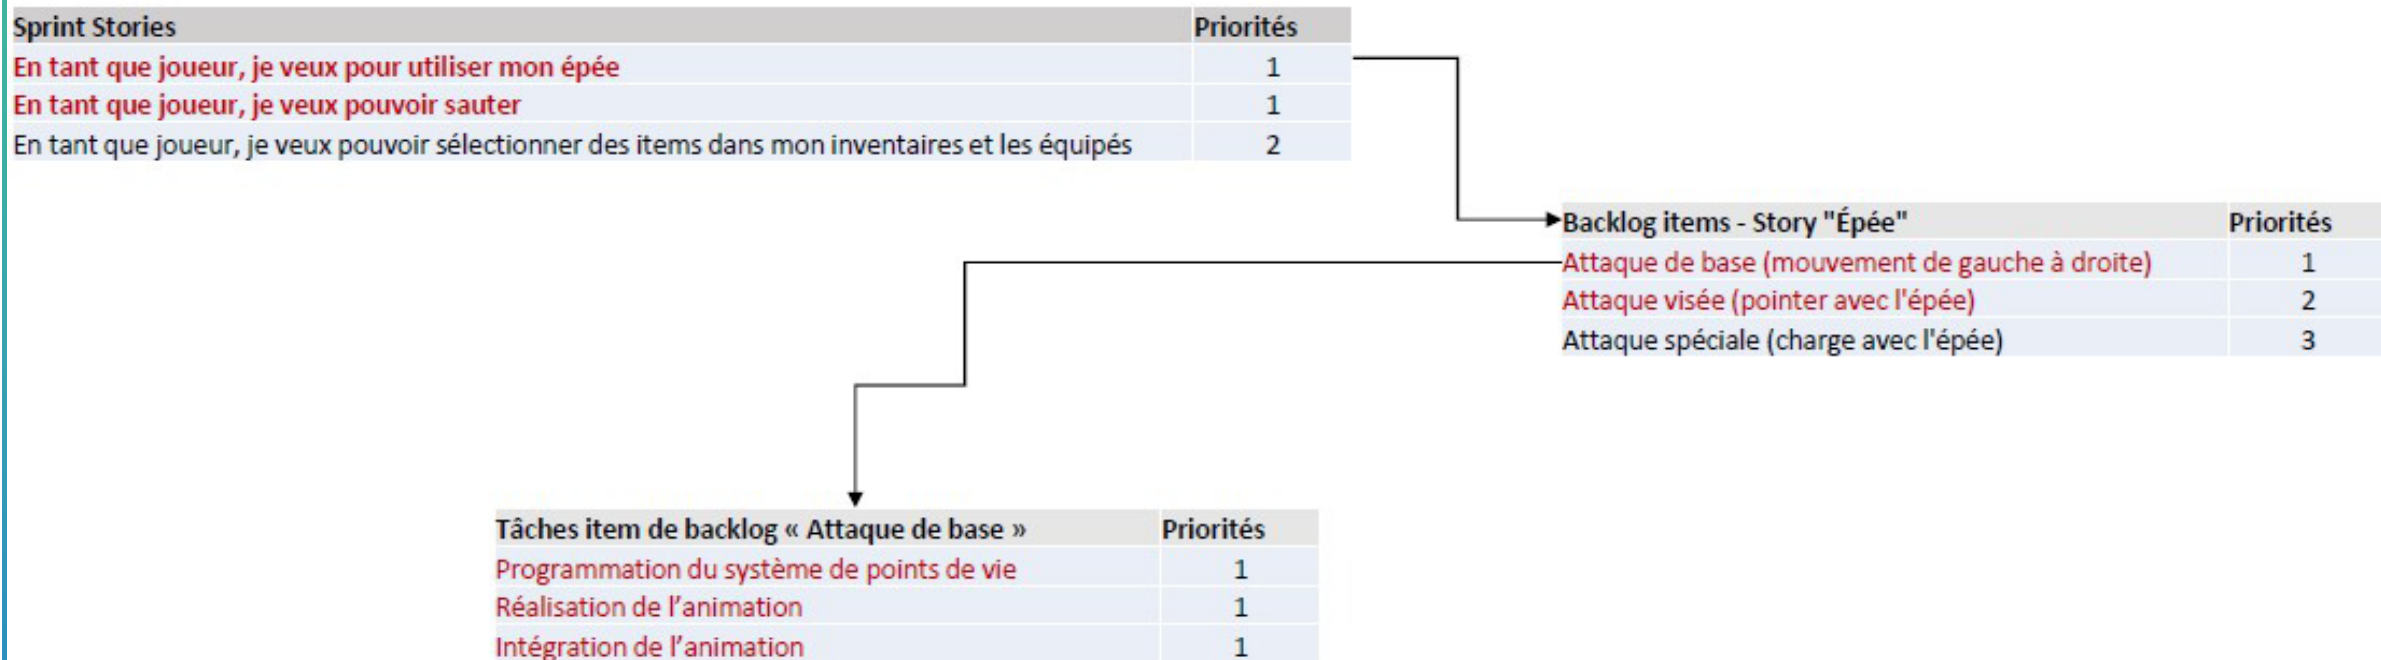 Sprint Stories Priorités
En tant que joueur, je veux pour utiliser mon épée 1
En tant que joueur, je veux pouvoir sauter 1
En tant que joueur, je veux pouvoir sélectionner des items dans mon inventaires et les équipés 2
Backlog items - Story "Épée" Priorités
Attaque de base (mouvement de gauche à droite) 1
Attaque visée (pointer avec l'épée) 2
Attaque spéciale (charge avec l'épée) 3
Tâches item de backlog « Attaque de base » Priorités
Programmation du système de points de vie 1
Réalisation de l’animation 1
Intégration de l’animation 1